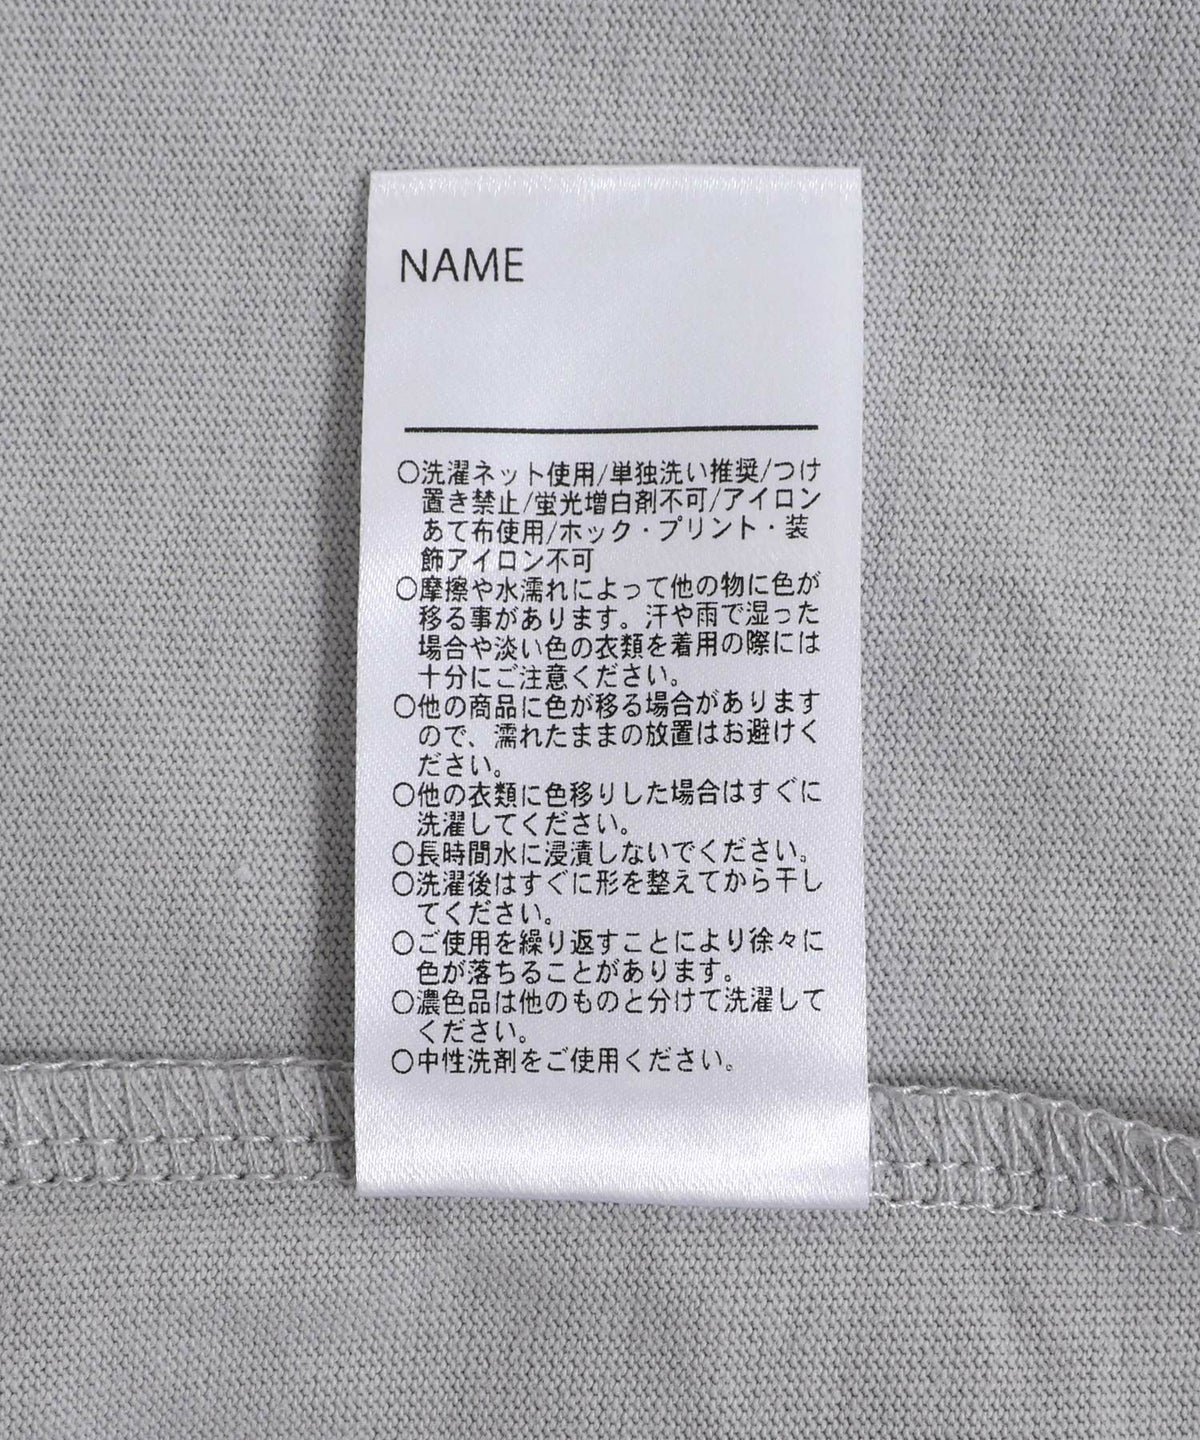 NAME
○洗濯ネット使用/単独洗い推奨/つけ
置き禁止/蛍光増白剤不可/アイロン
あて布使用/ホック・プリント・装
飾アイロン不可
○摩擦や水濡れによって他の物に色が
移る事があります。汗や雨で湿った
場合や淡い色の衣類を着用の際には
十分にご注意ください。
○他の商品に色が移る場合があります
ので、濡れたままの放置はお避けく
ださい。
○他の衣類に色移りした場合はすぐに
洗濯してください。
○長時間水に浸漬しないでください。
○洗濯後はすぐに形を整えてから干し
てください。
○ご使用を繰り返すことにより徐々に
色が落ちることがあります。
○濃色品は他のものと分けて洗濯して
ください。
○中性洗剤をご使用ください。